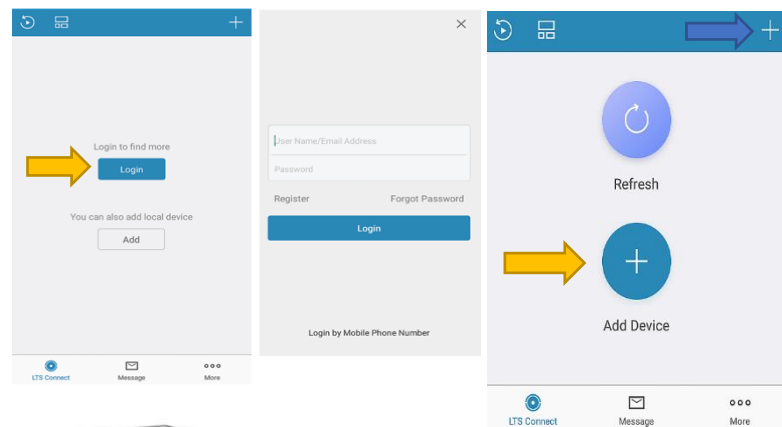 Login to find more
Login
You can also add local device
Add
LTS Connect
Message
More
User Name/Email Address
Password
Register
Forgot Password
Login
Login by Mobile Phone Number
Refresh
Add Device
LTS Connect
Message
More